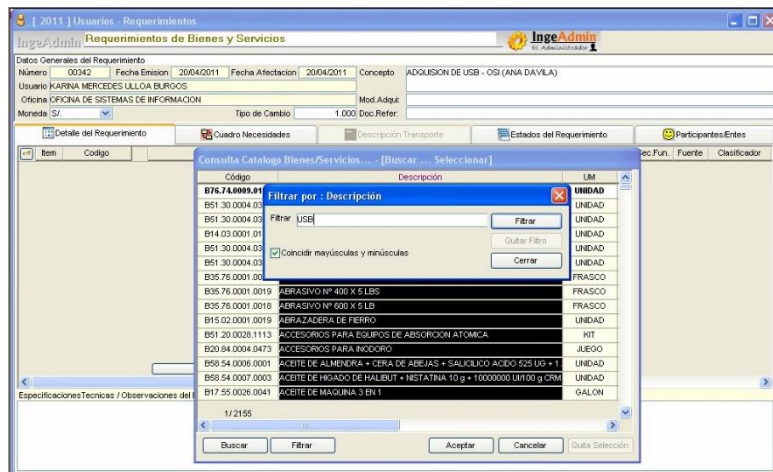 [ 2011 ] Usuarios - Requerimientos
IngeAdmin Requerimientos de Bienes y Servicios
IngeAdmin
El Administrador
Datos Generales del Requerimiento
Número 00342 Fecha Emision 20/04/2011 Fecha Afectacion 20/04/2011 Concepto ADQUISION DE USB - OSI (ANA DAVILA)
Usuario KARINA MERCEDES ULLOA BURGOS
Oficina OFICINA DE SISTEMAS DE INFORMACION Mod.Adqui:
Moneda S/. Tipo de Cambio 1.000 Doc.Refer:
Detalle del Requerimiento Cuadro Necesidades Descripción Transporte Estados del Requerimiento Participantes/Entes
Item Codigo Sec.Fun. Fuente Clasificador
Consulta Catalogo Bienes/Servicios... - [Buscar ... Seleccionar]
Código Descripción UM
B76.74.0009.01 UNIDAD
Filtrar por : Descripción
B51.30.0004.03 UNIDAD
B51.30.0004.03 UNIDAD
Filtrar USB Filtrar
B14.03.0001.01 UNIDAD
Quitar Filtro
B51.30.0004.03 UNIDAD
Coincidir mayúsculas y minúsculas
B51.30.0004.03 UNIDAD
Cerrar
B35.76.0001.00 FRASCO
B35.76.0001.0019 ABRASIVO Nº 400 X 5 LBS FRASCO
B35.76.0001.0018 ABRASIVO Nº 600 X 5 LB FRASCO
B15.02.0001.0019 ABRAZADERA DE FIERRO UNIDAD
B51.20.0028.1113 ACCESORIOS PARA EQUIPOS DE ABSORCION ATOMICA KIT
B20.84.0004.0473 ACCESORIOS PARA INODORO JUEGO
B58.54.0006.0001 ACEITE DE ALMENDRA + CERA DE ABEJAS + SALICILICO ACIDO 525 UG + 1 UNIDAD
B58.54.0007.0003 ACEITE DE HIGADO DE HALIBUT + NISTATINA 10 g + 10000000 UI/100 g CRM UNIDAD
B17.55.0026.0041 ACEITE DE MAQUINA 3 EN 1 GALON
EspecificacionesTecnicas / Observaciones del
1/ 2155
Buscar Filtrar Aceptar Cancelar Quita Selección